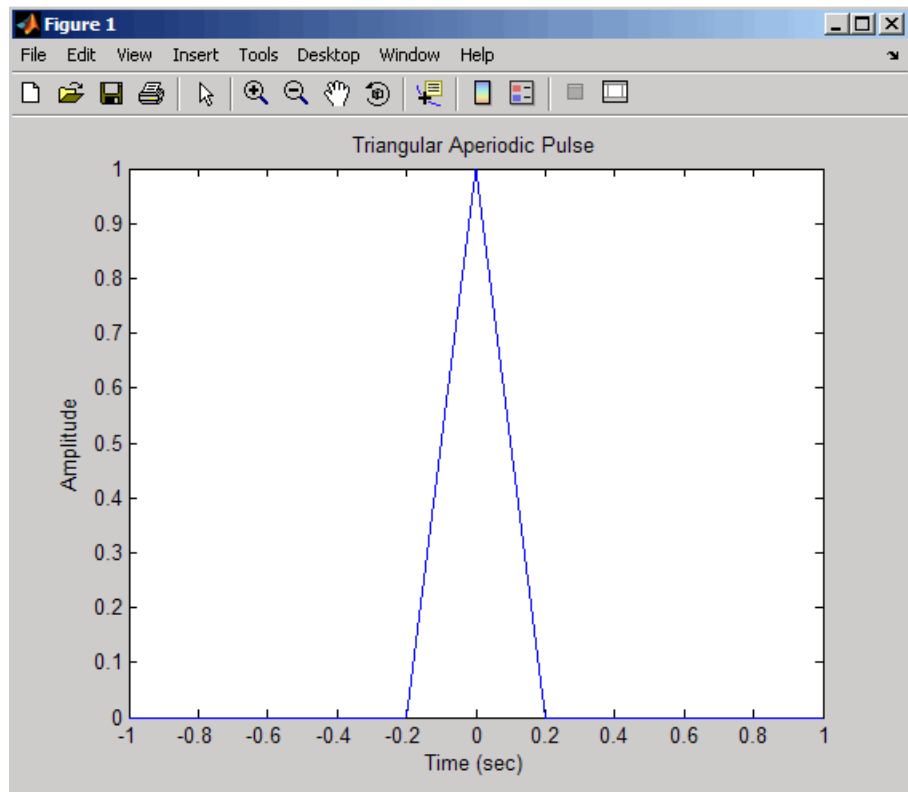 Figure 1
File Edit View Insert Tools Desktop Window Help
Triangular Aperiodic Pulse
1
0.9
0.8
0.7
0.6
0.5
0.4
0.3
0.2
0.1
0
Amplitude
-1 -0.8 -0.6 -0.4 -0.2 0 0.2 0.4 0.6 0.8 1
Time (sec)